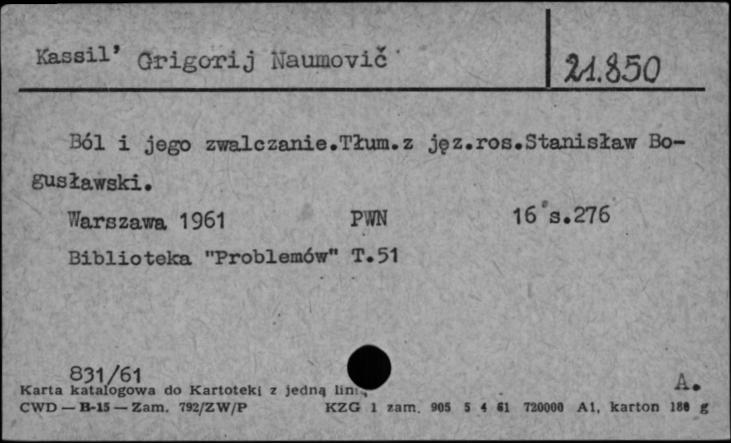 Kassil' Grigorij Naumovič
21.850
Ból i jego zwalczanie.Tłum.z jęz.ros.Stanisław Bo-
gusławski.
Warszawa 1961 PWN 16°s.276
Biblioteka "Problemów" T.51
831/61
A.
Karta katalogowa do Kartoteki z jedną linią
CWD — B-15 — Zam. 792/ZW/P KZG 1 zam. 905 5 4 61 720000 A1, karton 180 g